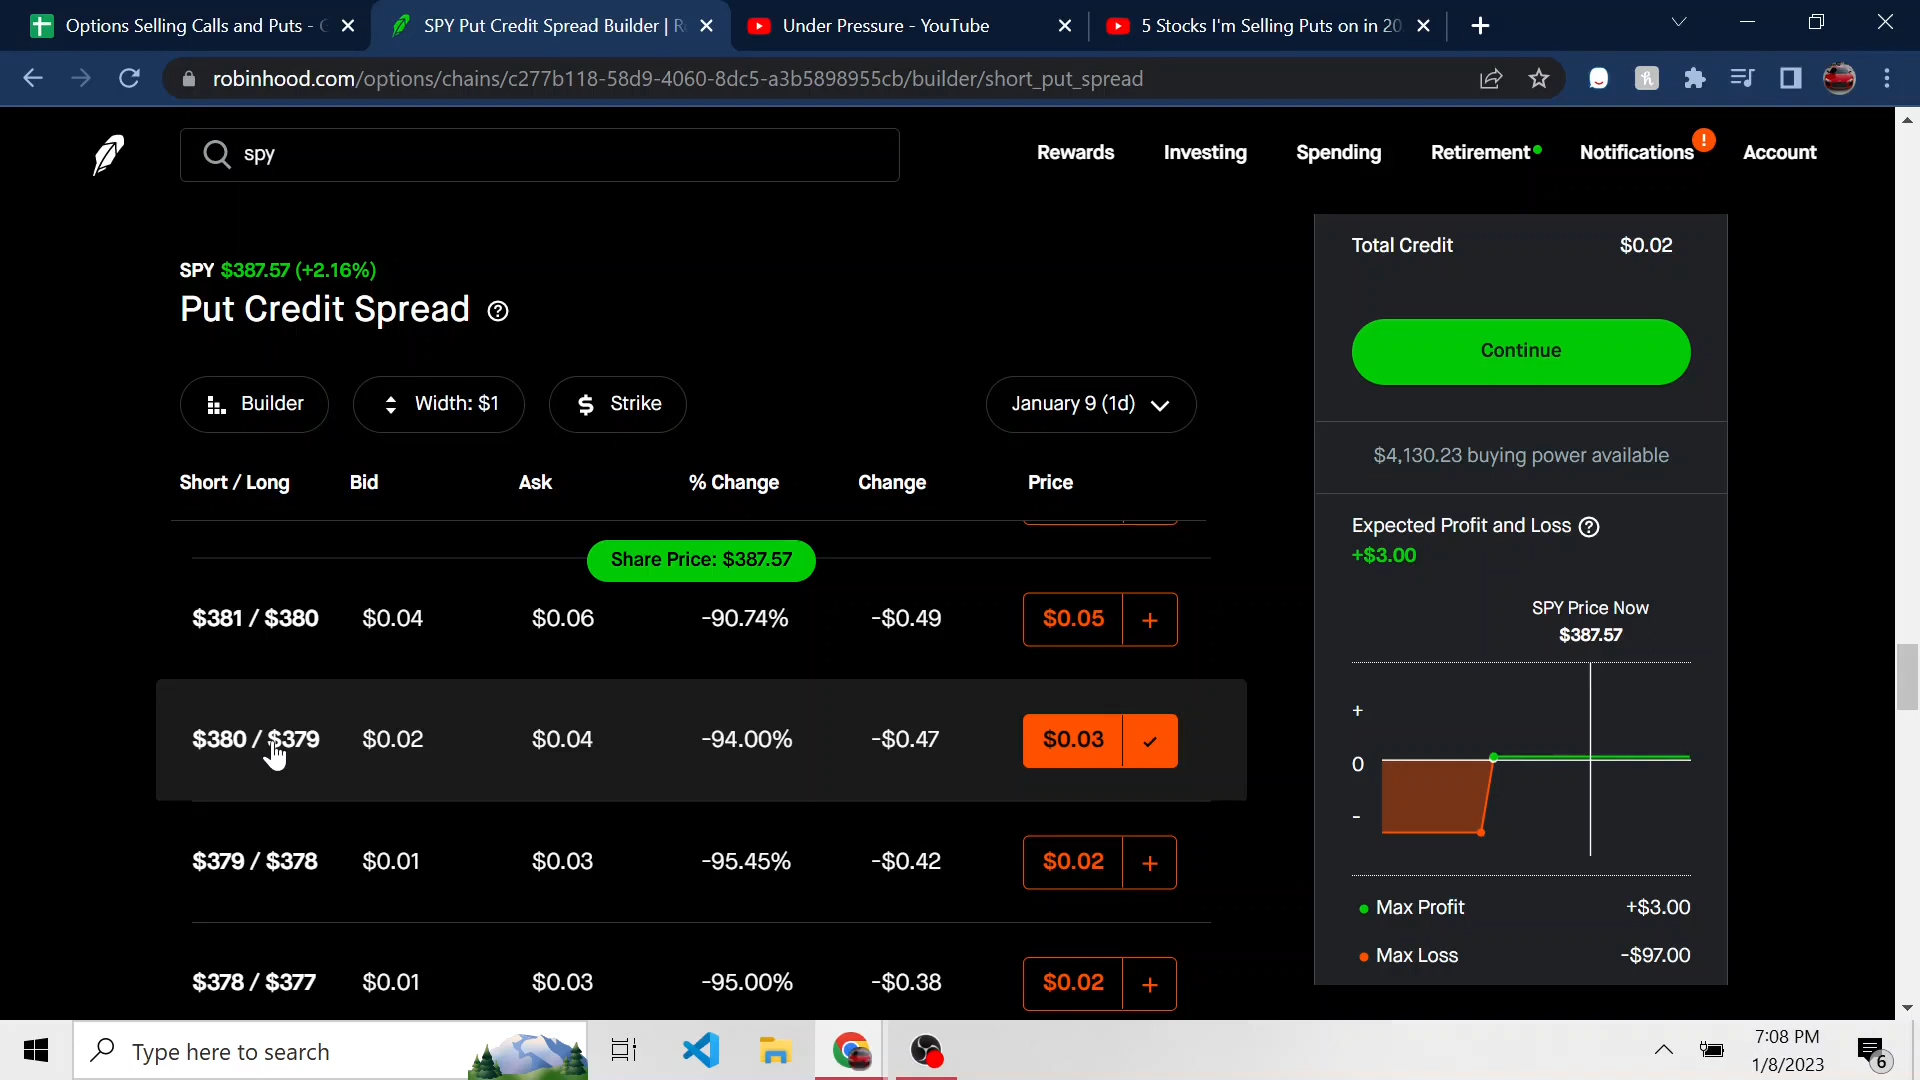 Options Selling Calls and Puts - G
SPY Put Credit Spread Builder | R
Under Pressure - YouTube
5 Stocks I'm Selling Puts on in 20
robinhood.com/options/chains/c277b118-58d9-4060-8dc5-a3b5898955cb/builder/short_put_spread
spy
Rewards
Investing
Spending
Retirement
Notifications
!
Account
SPY $387.57 (+2.16%)
Put Credit Spread ?
Builder
Width: $1
$ Strike
January 9 (1d)
Short / Long Bid Ask % Change Change Price
Share Price: $387.57
$381 / $380 $0.04 $0.06 -90.74% -$0.49 $0.05 +
$380 / $379 $0.02 $0.04 -94.00% -$0.47 $0.03 ✓
$379 / $378 $0.01 $0.03 -95.45% -$0.42 $0.02 +
$378 / $377 $0.01 $0.03 -95.00% -$0.38 $0.02 +
Total Credit $0.02
Continue
$4,130.23 buying power available
Expected Profit and Loss ?
+$3.00
SPY Price Now
$387.57
+
0
-
Max Profit +$3.00
Max Loss -$97.00
Type here to search
7:08 PM
1/8/2023
6